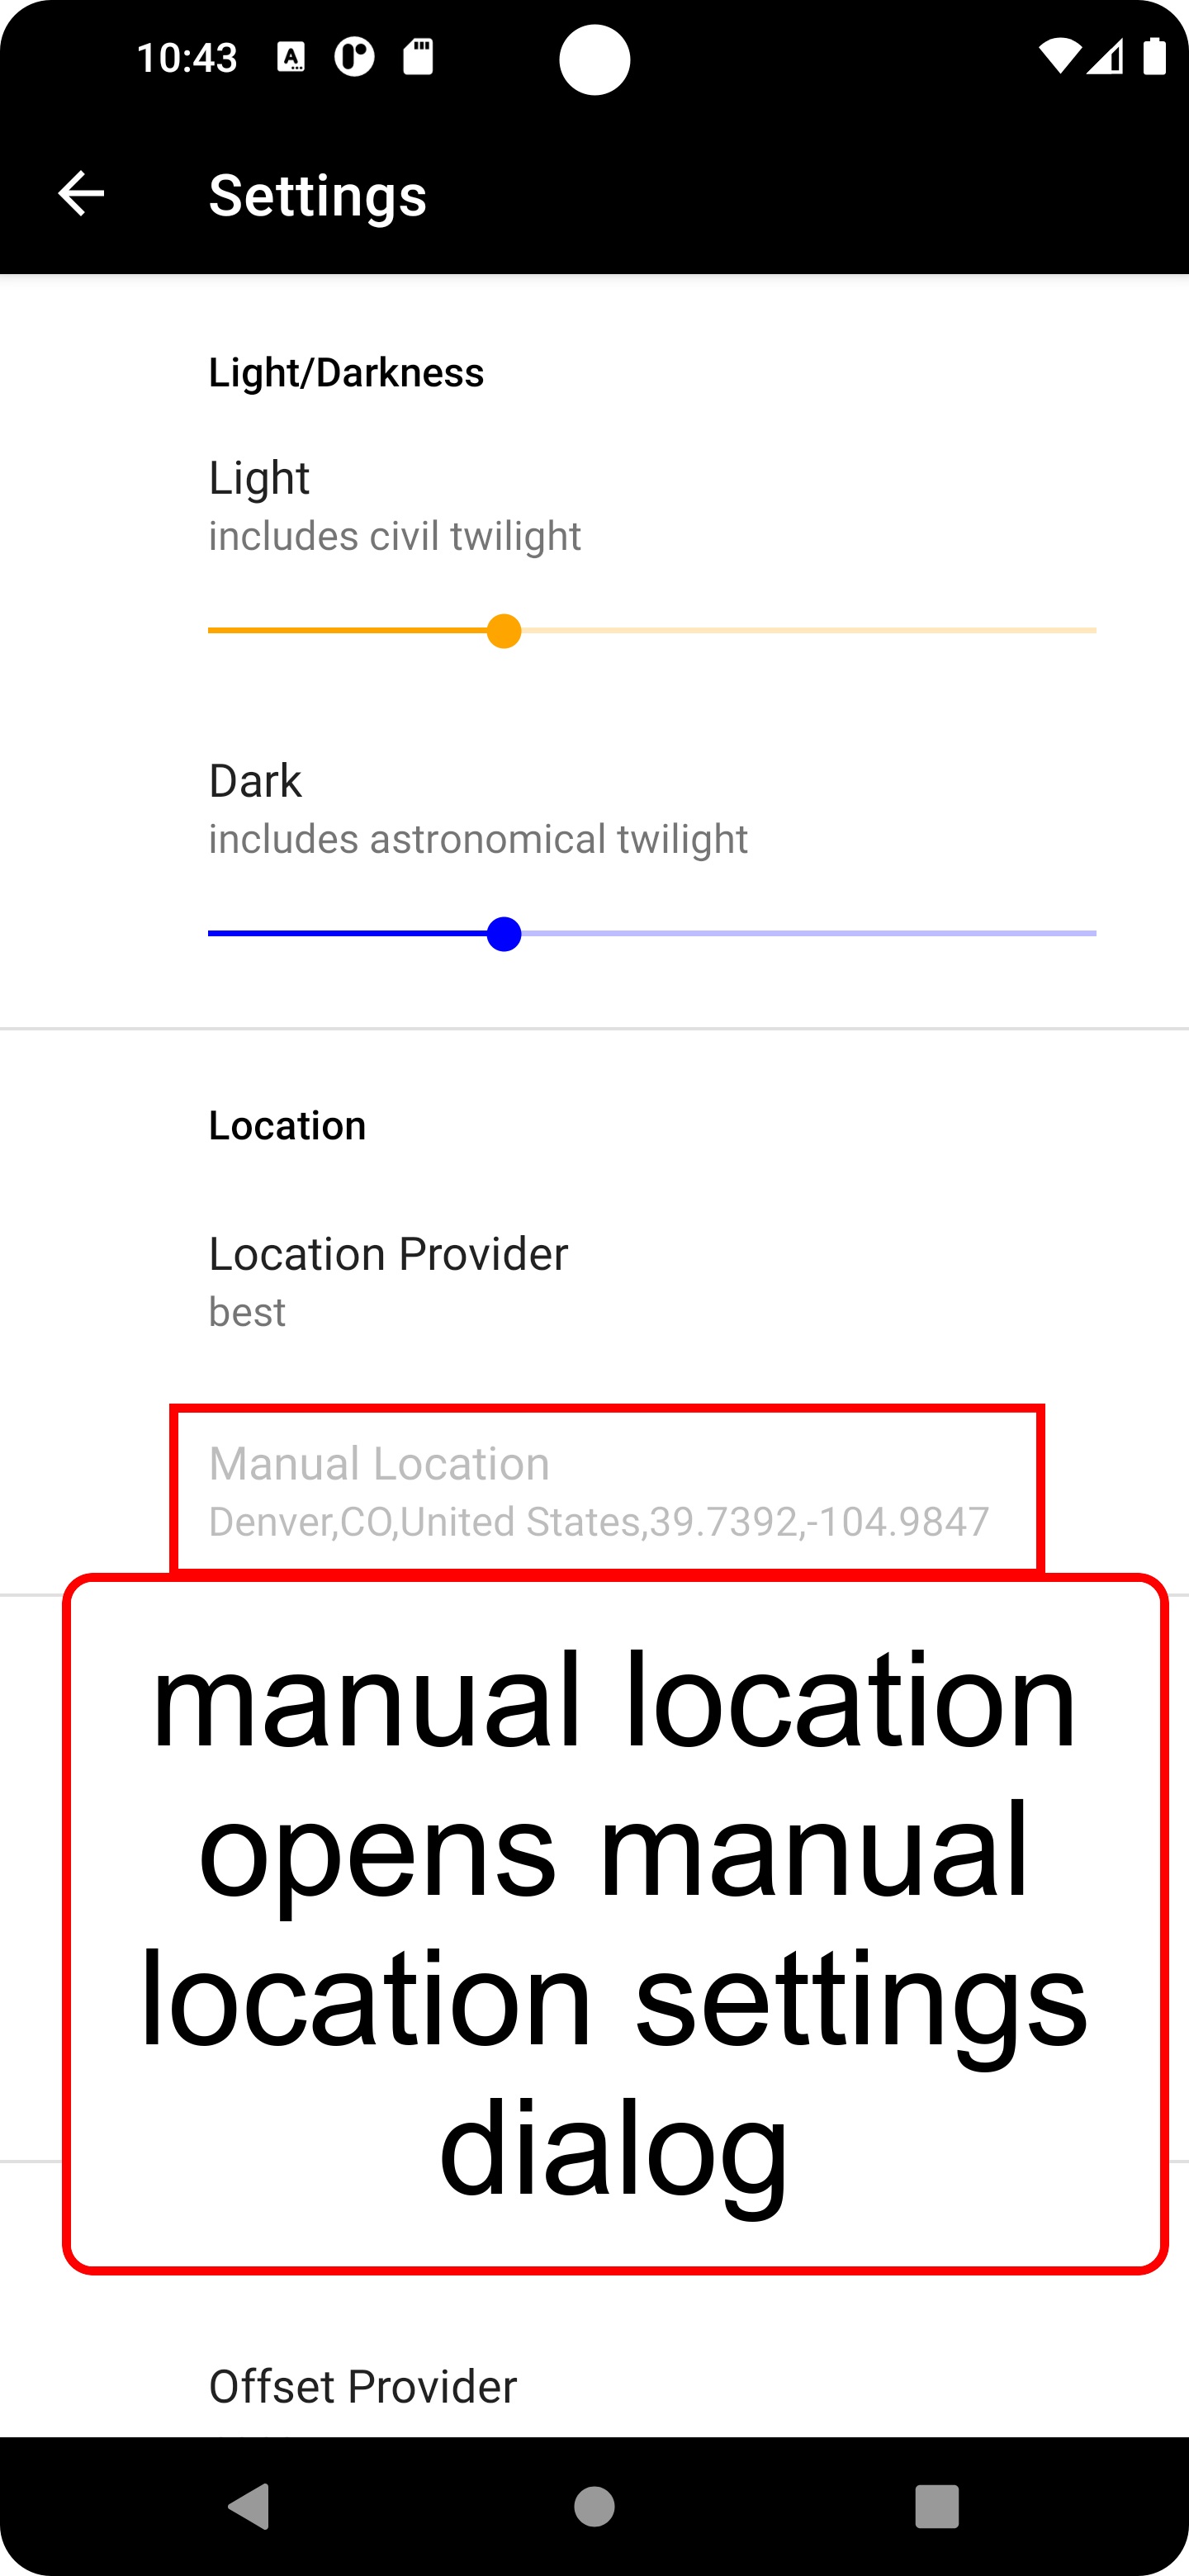 10:43
Settings
Light/Darkness
Light
includes civil twilight
Dark
includes astronomical twilight
Location
Location Provider
best
Manual Location
Denver,CO,United States,39.7392,-104.9847
manual location
opens manual
location settings
dialog
Offset Provider